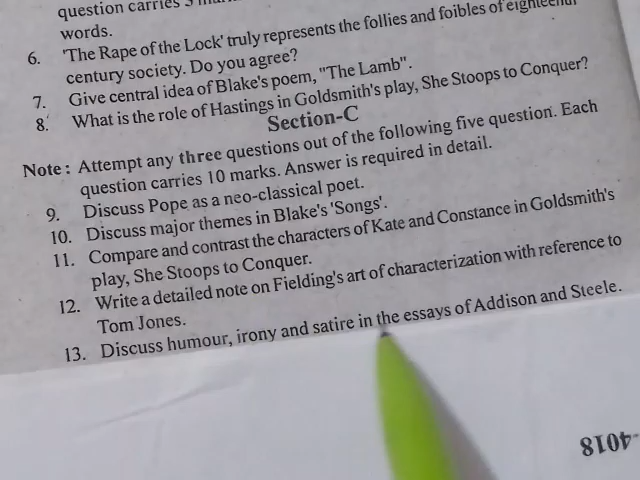 question carries 5
words.
6. 'The Rape of the Lock' truly represents the follies and foibles of eighteenth
century society. Do you agree?
7. Give central idea of Blake's poem, "The Lamb".
8. What is the role of Hastings in Goldsmith's play, She Stoops to Conquer?
Section-C
Note : Attempt any three questions out of the following five question. Each
question carries 10 marks. Answer is required in detail.
9. Discuss Pope as a neo-classical poet.
10. Discuss major themes in Blake's 'Songs'.
11. Compare and contrast the characters of Kate and Constance in Goldsmith's
play, She Stoops to Conquer.
12. Write a detailed note on Fielding's art of characterization with reference to
Tom Jones.
13. Discuss humour, irony and satire in the essays of Addison and Steele.
-4018